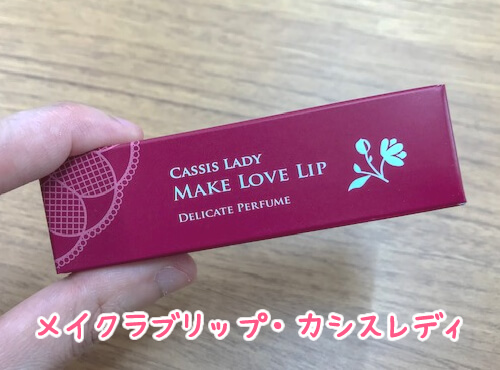 CASSIS LADY
MAKE LOVE LIP
DELICATE PERFUME
メイクラブリップ・カシスレディ